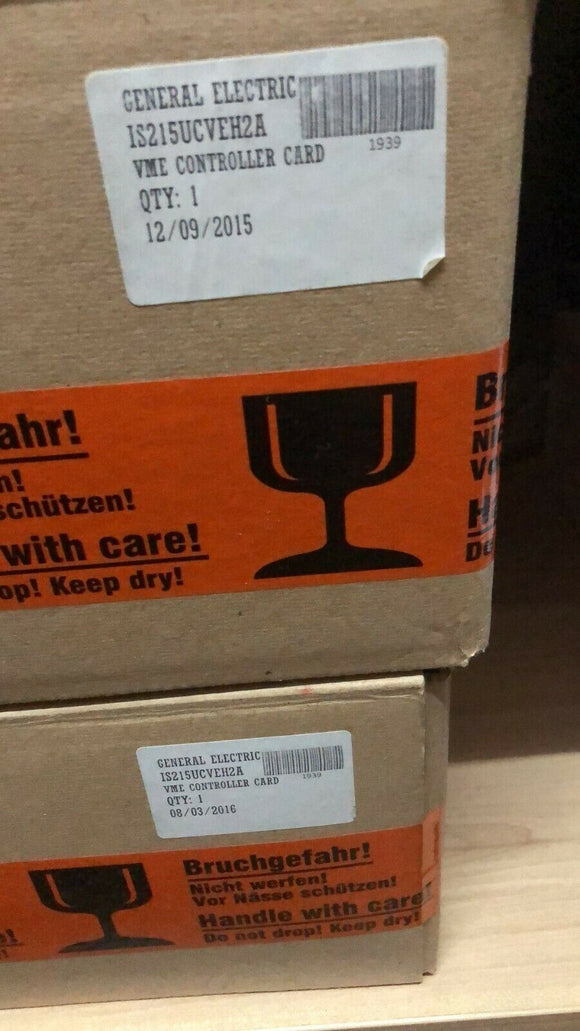 GENERAL ELECTRIC
IS215UCVEH2A
1939
VME CONTROLLER CARD
QTY: 1
12/09/2015
ahr!
n!
schützen!
with care!
op! Keep dry!
GENERAL ELECTRIC
IS215UCVEH2A
1939
VME CONTROLLER CARD
QTY: 1
08/03/2016
Bruchgefahr!
Nicht werfen!
Vor Nässe schützen!
Handle with care!
Do not drop! Keep dry!